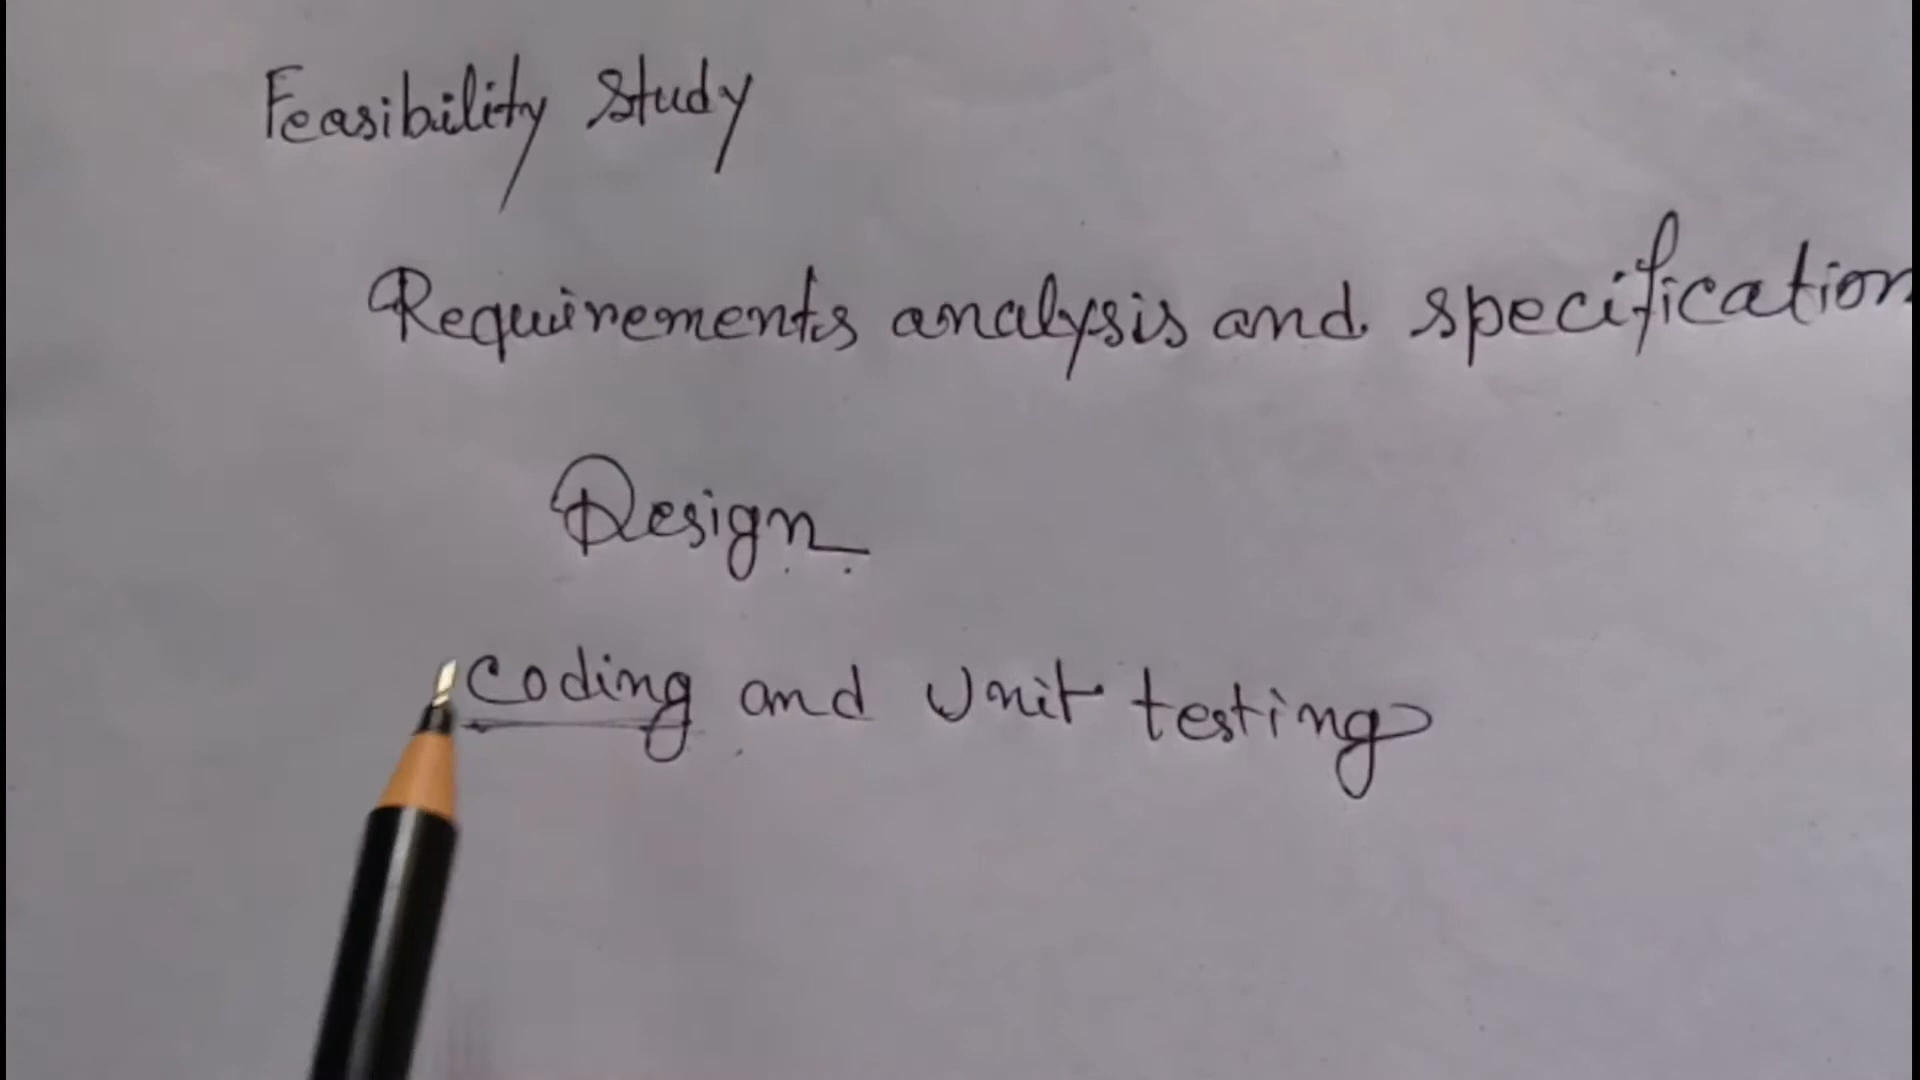 Feasibility study
Requirements analysis and specification
Design
Coding and Unit testing